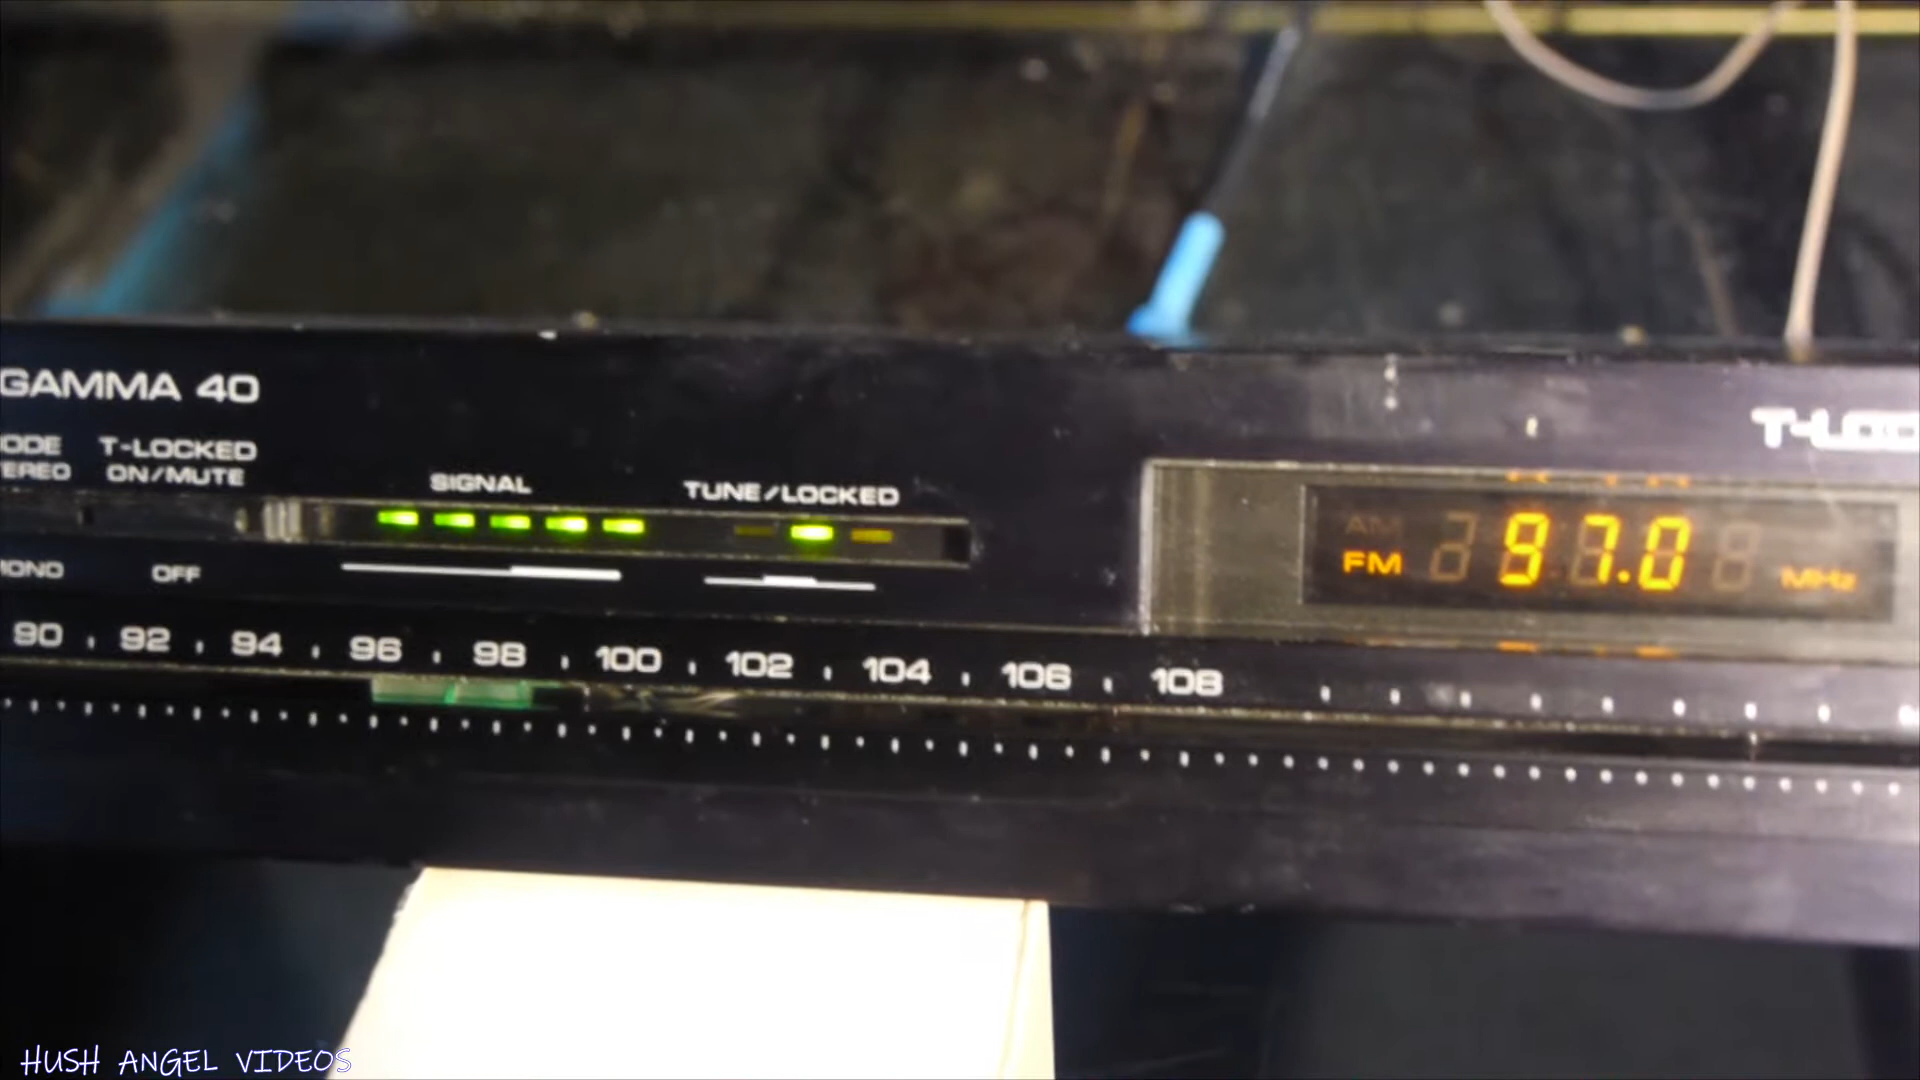 GAMMA 40
T-LOCKED
ON/MUTE
SIGNAL
TUNE/LOCKED
AM
FM
97.0
MHz
OFF
90 92 94 96 98 100 102 104 106 108
HUSH ANGEL VIDEOS